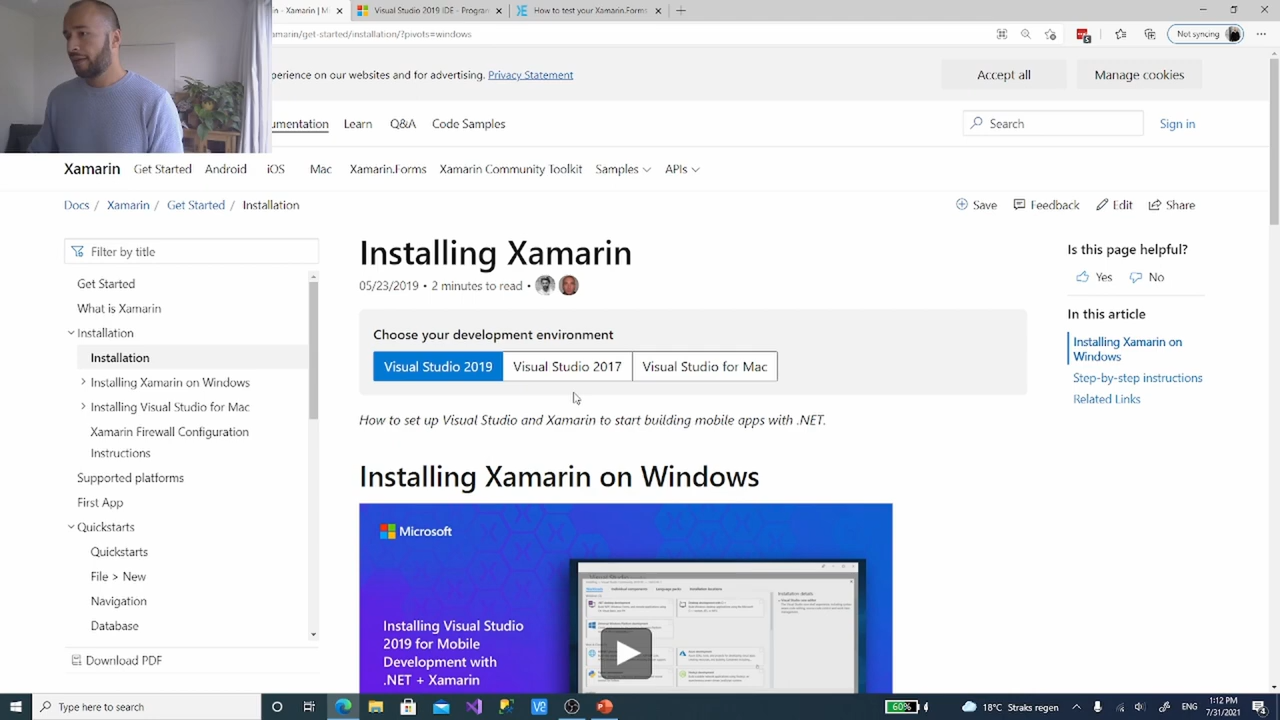 n - Xamarin | M
Visual Studio 2019 IDE - Program
How to test your Xamarin.Forms
amarin/get-started/installation/?pivots=windows
Not syncing
perience on our websites and for advertising. Privacy Statement
Accept all
Manage cookies
umentation
Learn
Q&A
Code Samples
Search
Sign in
Xamarin
Get Started
Android
iOS
Mac
Xamarin.Forms
Xamarin Community Toolkit
Samples
APIs
Docs / Xamarin / Get Started / Installation
Save
Feedback
Edit
Share
Filter by title
Get Started
What is Xamarin
Installation
Installation
Installing Xamarin on Windows
Installing Visual Studio for Mac
Xamarin Firewall Configuration
Instructions
Supported platforms
First App
Quickstarts
Quickstarts
File > New
Navigation
Data
Download PDF
Installing Xamarin
05/23/2019 • 2 minutes to read •
Choose your development environment
Visual Studio 2019
Visual Studio 2017
Visual Studio for Mac
How to set up Visual Studio and Xamarin to start building mobile apps with .NET.
Installing Xamarin on Windows
Microsoft
Installing Visual Studio
2019 for Mobile
Development with
.NET + Xamarin
Is this page helpful?
Yes
No
In this article
Installing Xamarin on
Windows
Step-by-step instructions
Related Links
Type here to search
60%
18°C Straks regen
ENG
1:12 PM
7/31/2021